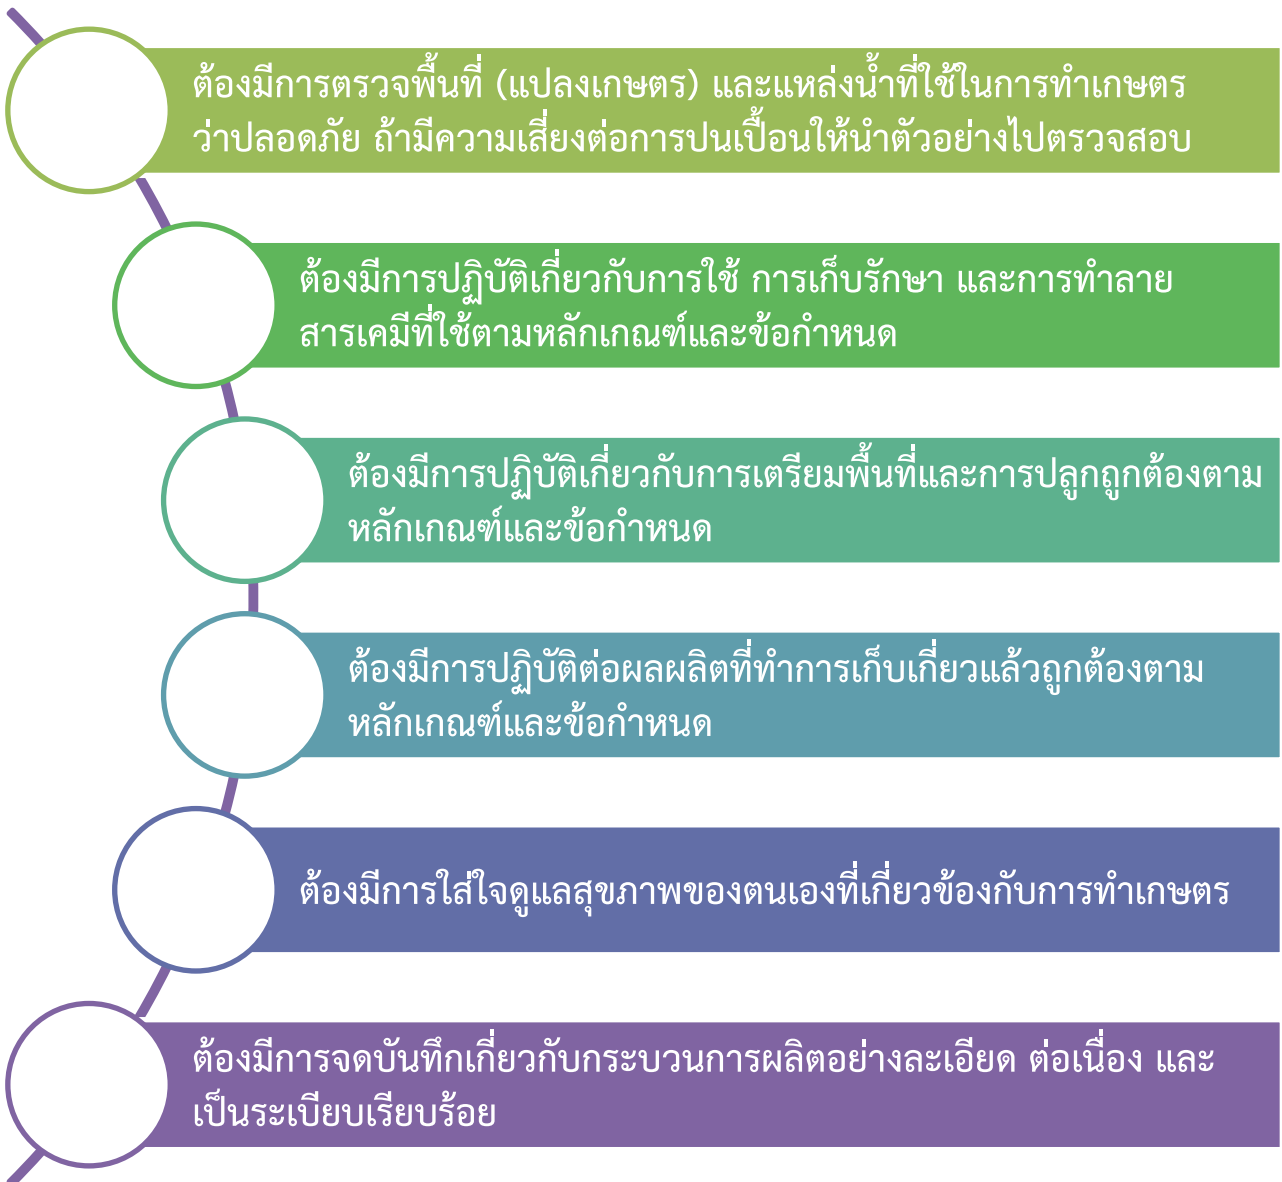 ต้องมีการตรวจพื้นที่ (แปลงเกษตร) และแหล่งน้ำที่ใช้ในการทำเกษตร
ว่าปลอดภัย ถ้ามีความเสี่ยงต่อการปนเปื้อนให้นำตัวอย่างไปตรวจสอบ
ต้องมีการปฏิบัติเกี่ยวกับการใช้ การเก็บรักษา และการทำลาย
สารเคมีที่ใช้ตามหลักเกณฑ์และข้อกำหนด
ต้องมีการปฏิบัติเกี่ยวกับการเตรียมพื้นที่และการปลูกถูกต้องตาม
หลักเกณฑ์และข้อกำหนด
ต้องมีการปฏิบัติต่อผลผลิตที่ทำการเก็บเกี่ยวแล้วถูกต้องตาม
หลักเกณฑ์และข้อกำหนด
ต้องมีการใส่ใจดูแลสุขภาพของตนเองที่เกี่ยวข้องกับการทำเกษตร
ต้องมีการจดบันทึกเกี่ยวกับกระบวนการผลิตอย่างละเอียด ต่อเนื่อง และ
เป็นระเบียบเรียบร้อย